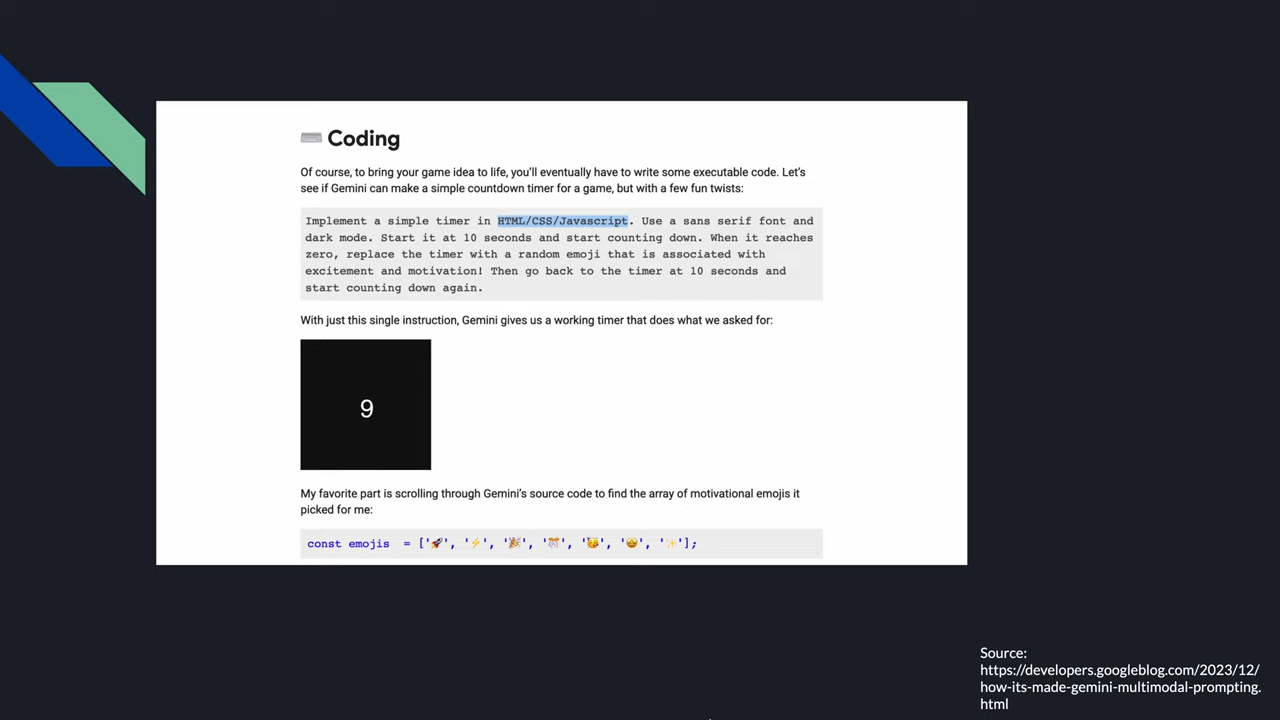 ⌨️ Coding
Of course, to bring your game idea to life, you'll eventually have to write some executable code. Let's
see if Gemini can make a simple countdown timer for a game, but with a few fun twists:
Implement a simple timer in HTML/CSS/Javascript. Use a sans serif font and
dark mode. Start it at 10 seconds and start counting down. When it reaches
zero, replace the timer with a random emoji that is associated with
excitement and motivation! Then go back to the timer at 10 seconds and
start counting down again.
With just this single instruction, Gemini gives us a working timer that does what we asked for:
9
My favorite part is scrolling through Gemini's source code to find the array of motivational emojis it
picked for me:
const emojis = ['🚀', '⚡', '🎉', '🎊', '🥳', '🤩', '✨'];
Source:
https://developers.googleblog.com/2023/12/
how-its-made-gemini-multimodal-prompting.
html